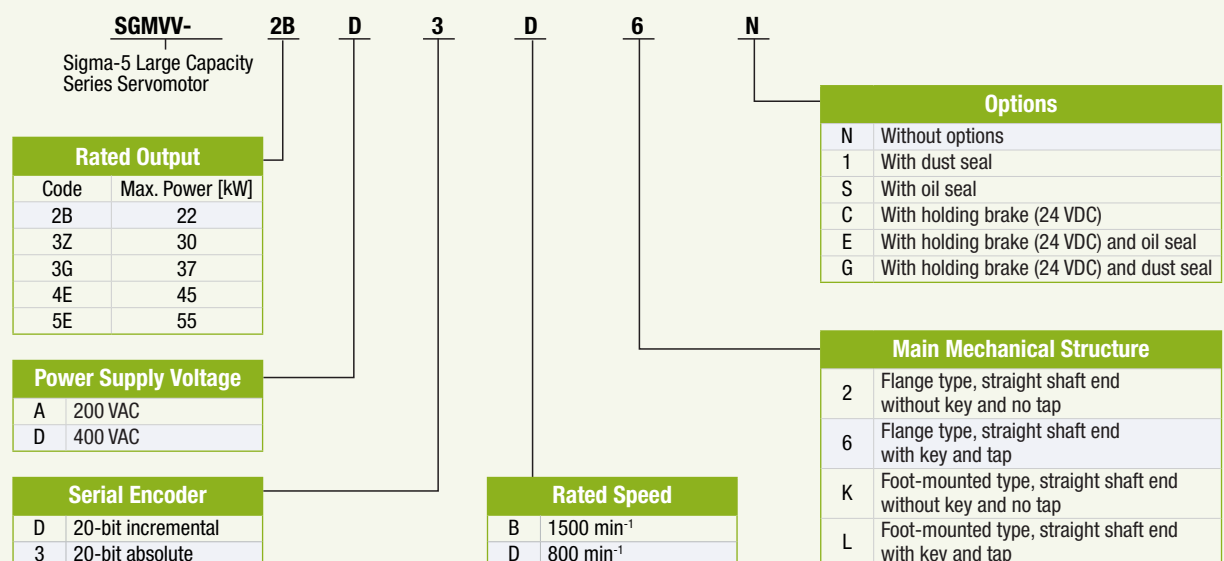 SGMVV- 2B D 3 D 6 N
Sigma-5 Large Capacity
Series Servomotor
Rated Output
Code Max. Power [kW]
2B 22
3Z 30
3G 37
4E 45
5E 55
Power Supply Voltage
A 200 VAC
D 400 VAC
Serial Encoder
D 20-bit incremental
3 20-bit absolute
Rated Speed
B 1500 min-1
D 800 min-1
Options
N Without options
1 With dust seal
S With oil seal
C With holding brake (24 VDC)
E With holding brake (24 VDC) and oil seal
G With holding brake (24 VDC) and dust seal
Main Mechanical Structure
2 Flange type, straight shaft end
without key and no tap
6 Flange type, straight shaft end
with key and tap
K Foot-mounted type, straight shaft end
without key and no tap
L Foot-mounted type, straight shaft end
with key and tap